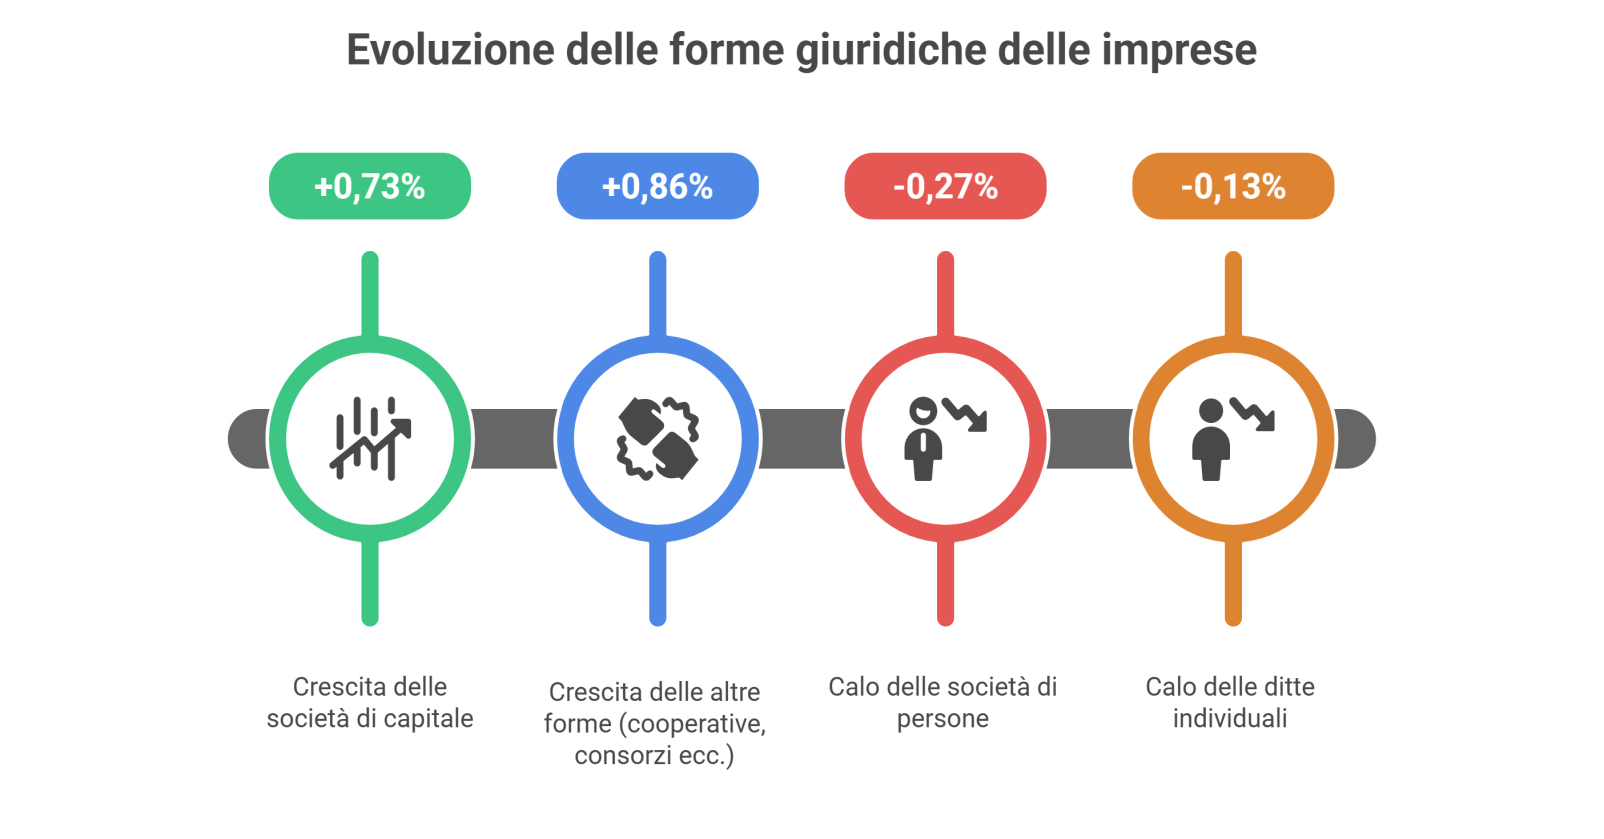 Evoluzione delle forme giuridiche delle imprese
+0,73%
+0,86%
-0,27%
-0,13%
Crescita delle
società di capitale
Crescita delle altre
forme (cooperative,
consorzi ecc.)
Calo delle società di
persone
Calo delle ditte
individuali